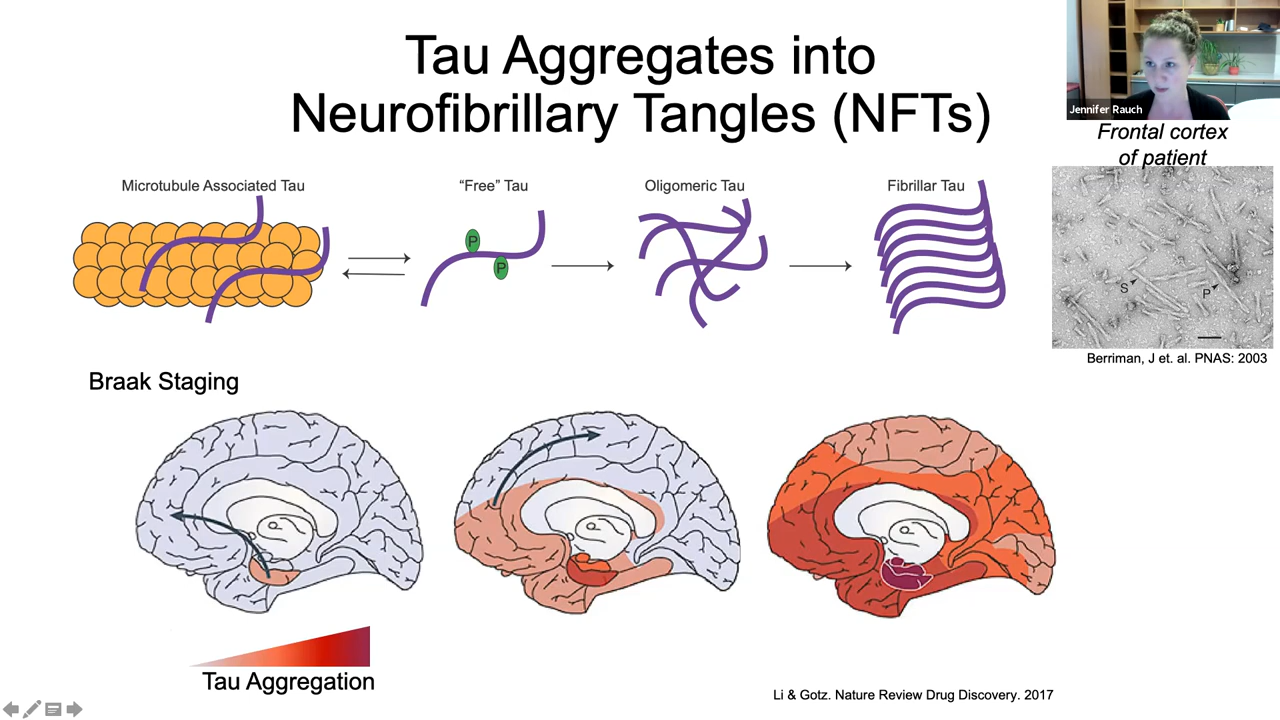 Tau Aggregates into
Neurofibrillary Tangles (NFTs)
Jennifer Rauch
Frontal cortex
of patient
Microtubule Associated Tau
“Free” Tau
Oligomeric Tau
Fibrillar Tau
P
P
S
P
Berriman, J et. al. PNAS: 2003
Braak Staging
Tau Aggregation
Li & Gotz. Nature Review Drug Discovery. 2017